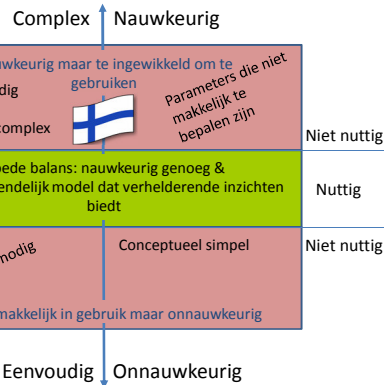 Complex Nauwkeurig
uwkeurig maar te ingewikkeld om te
gebruiken
dig
complex
Parameters die niet
makkelijk te
bepalen zijn
Niet nuttig
oede balans: nauwkeurig genoeg &
endelijk model dat verhelderende inzichten
biedt
Nuttig
nodig
Conceptueel simpel
Niet nuttig
makkelijk in gebruik maar onnauwkeurig
Eenvoudig Onnauwkeurig